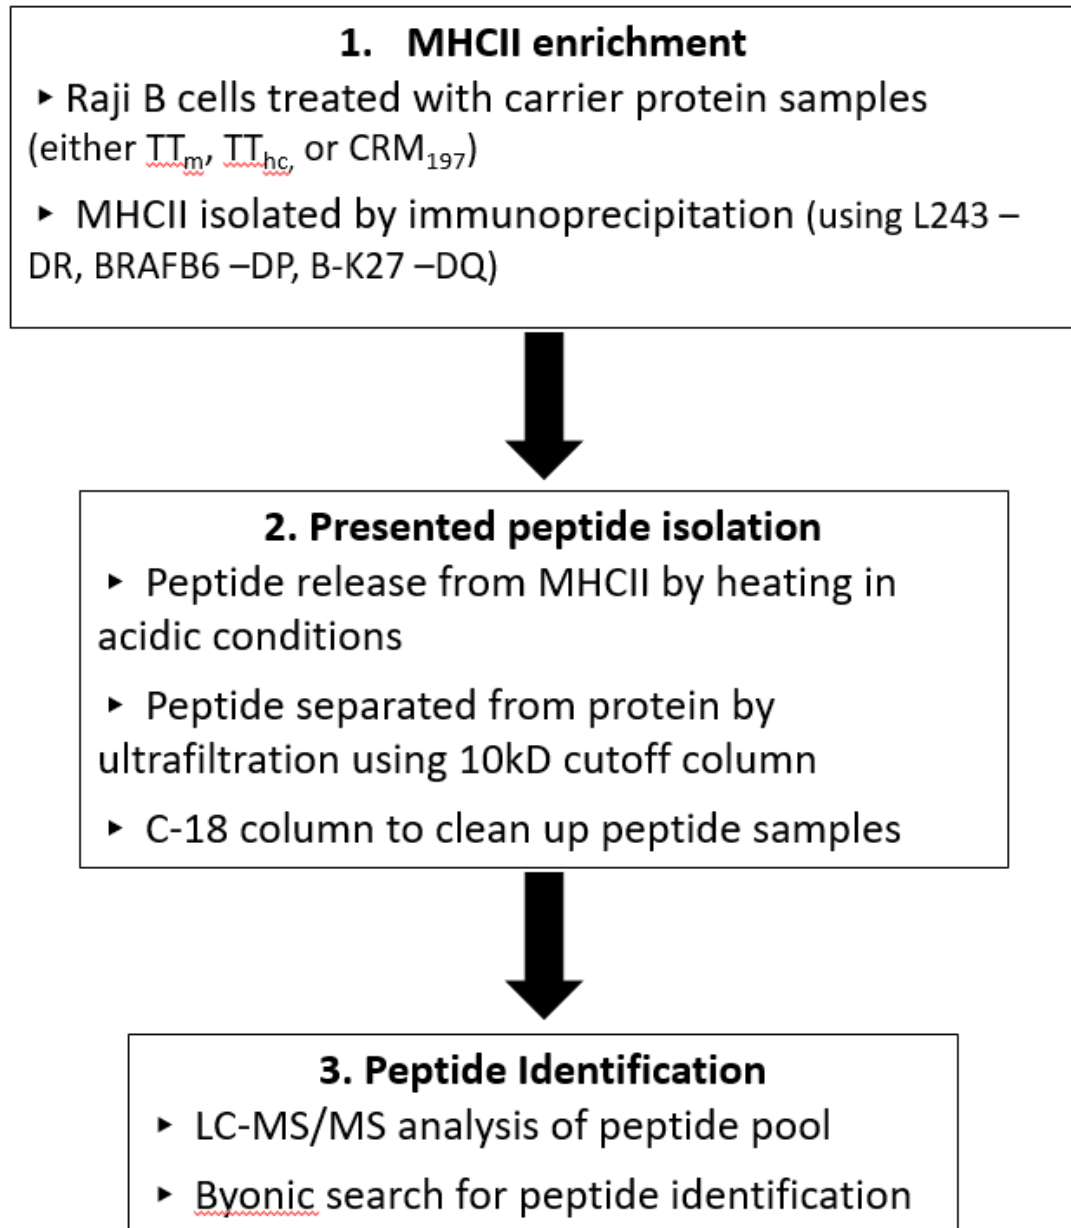 1. MHCII enrichment
▸ Raji B cells treated with carrier protein samples
(either TTm, TThc, or CRM197)
▸ MHCII isolated by immunoprecipitation (using L243 –
DR, BRAFB6 –DP, B-K27 –DQ)
2. Presented peptide isolation
▸ Peptide release from MHCII by heating in
acidic conditions
▸ Peptide separated from protein by
ultrafiltration using 10kD cutoff column
▸ C-18 column to clean up peptide samples
3. Peptide Identification
▸ LC-MS/MS analysis of peptide pool
▸ Byonic search for peptide identification